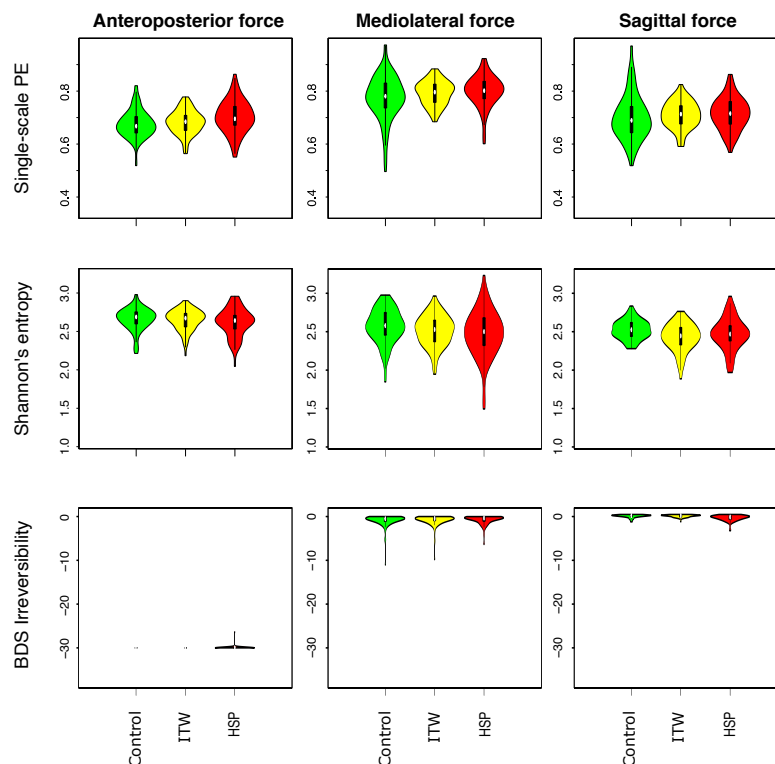 Anteroposterior force Mediolateral force Sagittal force
Single-scale PE
0.4 0.6 0.8
0.4 0.6 0.8
0.4 0.6 0.8
Shannon's entropy
1.0 1.5 2.0 2.5 3.0
1.0 1.5 2.0 2.5 3.0
1.0 1.5 2.0 2.5 3.0
BDS Irreversibility
−30 −20 −10 0
−30 −20 −10 0
−30 −20 −10 0
Control ITW HSP
Control ITW HSP
Control ITW HSP